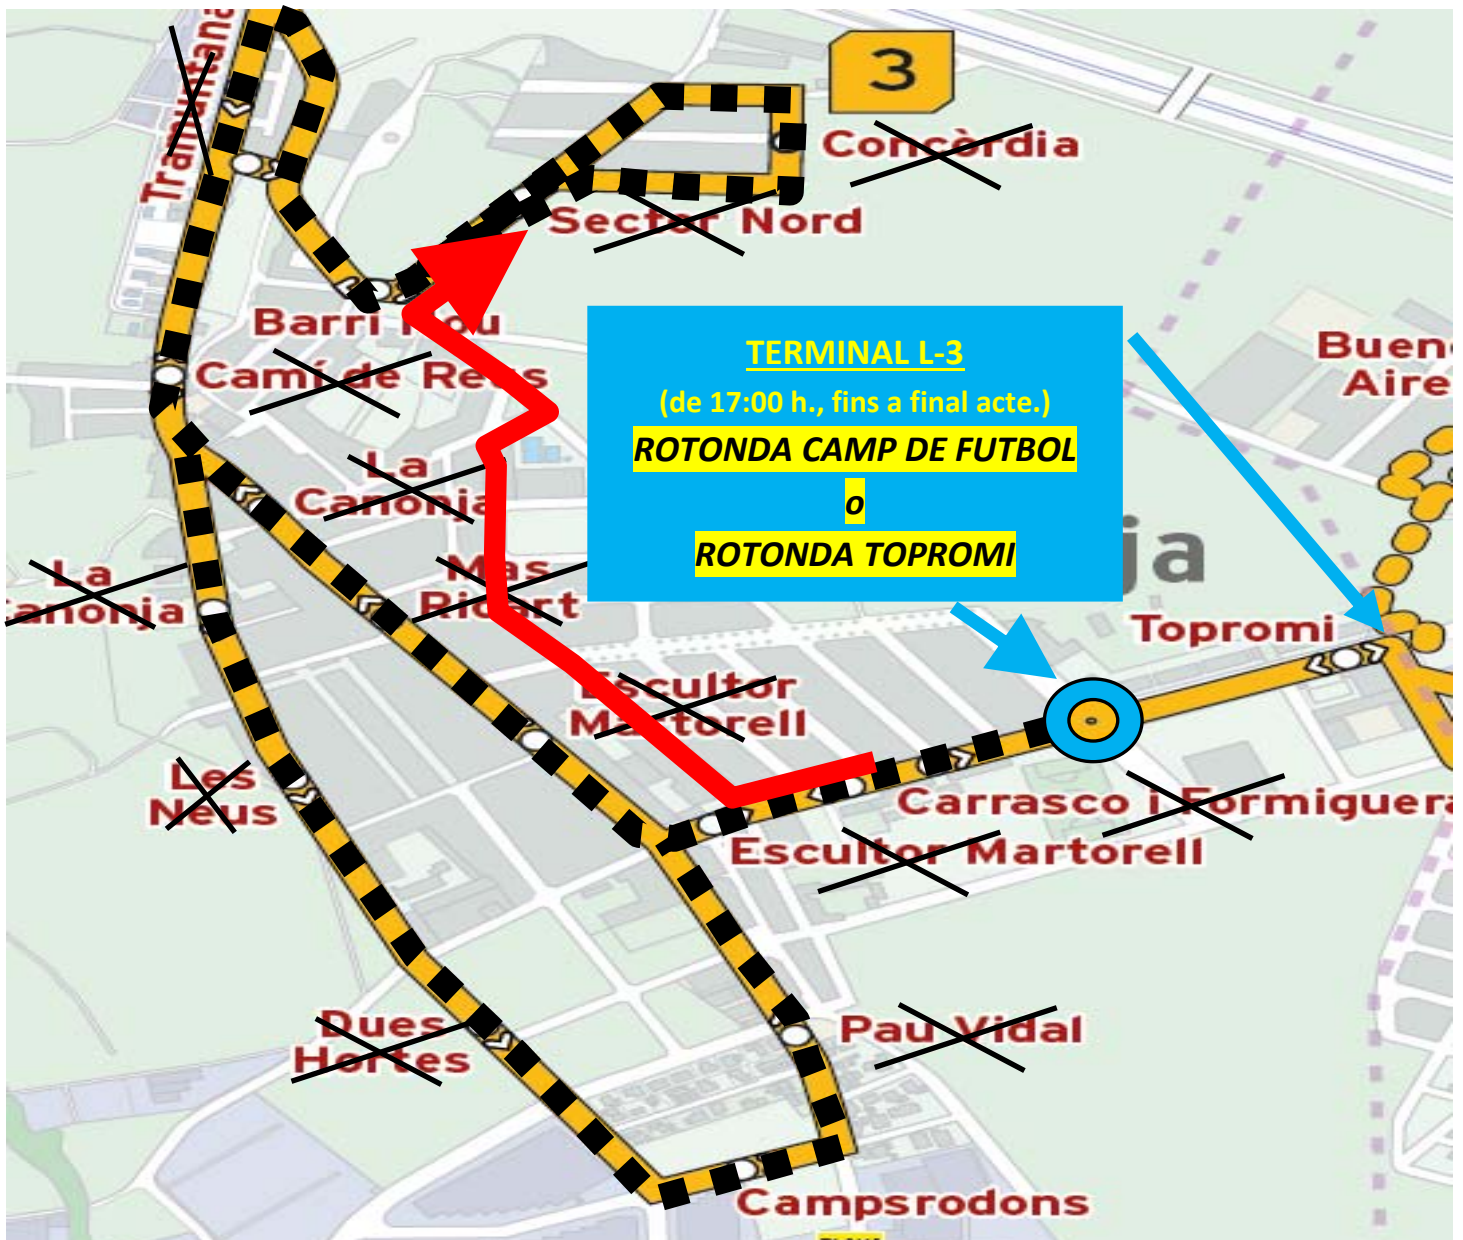 Tramuntana
3
Concòrdia
Sector Nord
Barri Nou
Camí de Reus
La
Canonja
TERMINAL L-3
(de 17:00 h., fins a final acte.)
ROTONDA CAMP DE FUTBOL
o
ROTONDA TOPROMI
Buen
Aire
ja
La
Canonja
Mas
Ricart
Topromi
Escultor
Martorell
Les
Neus
Carrasco i Formiguera
Escultor Martorell
Dues
Hortes
Pau Vidal
Campsrodons